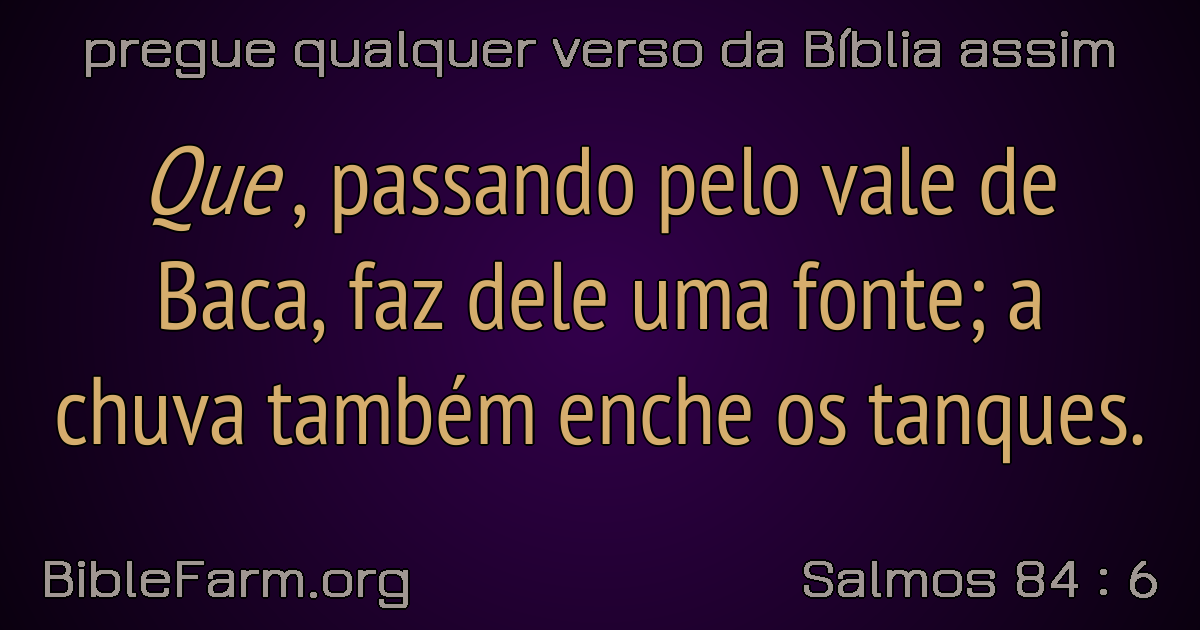 pregue qualquer verso da Bíblia assim
Que , passando pelo vale de
Baca, faz dele uma fonte; a
chuva também enche os tanques.
BibleFarm.org
Salmos 84 : 6